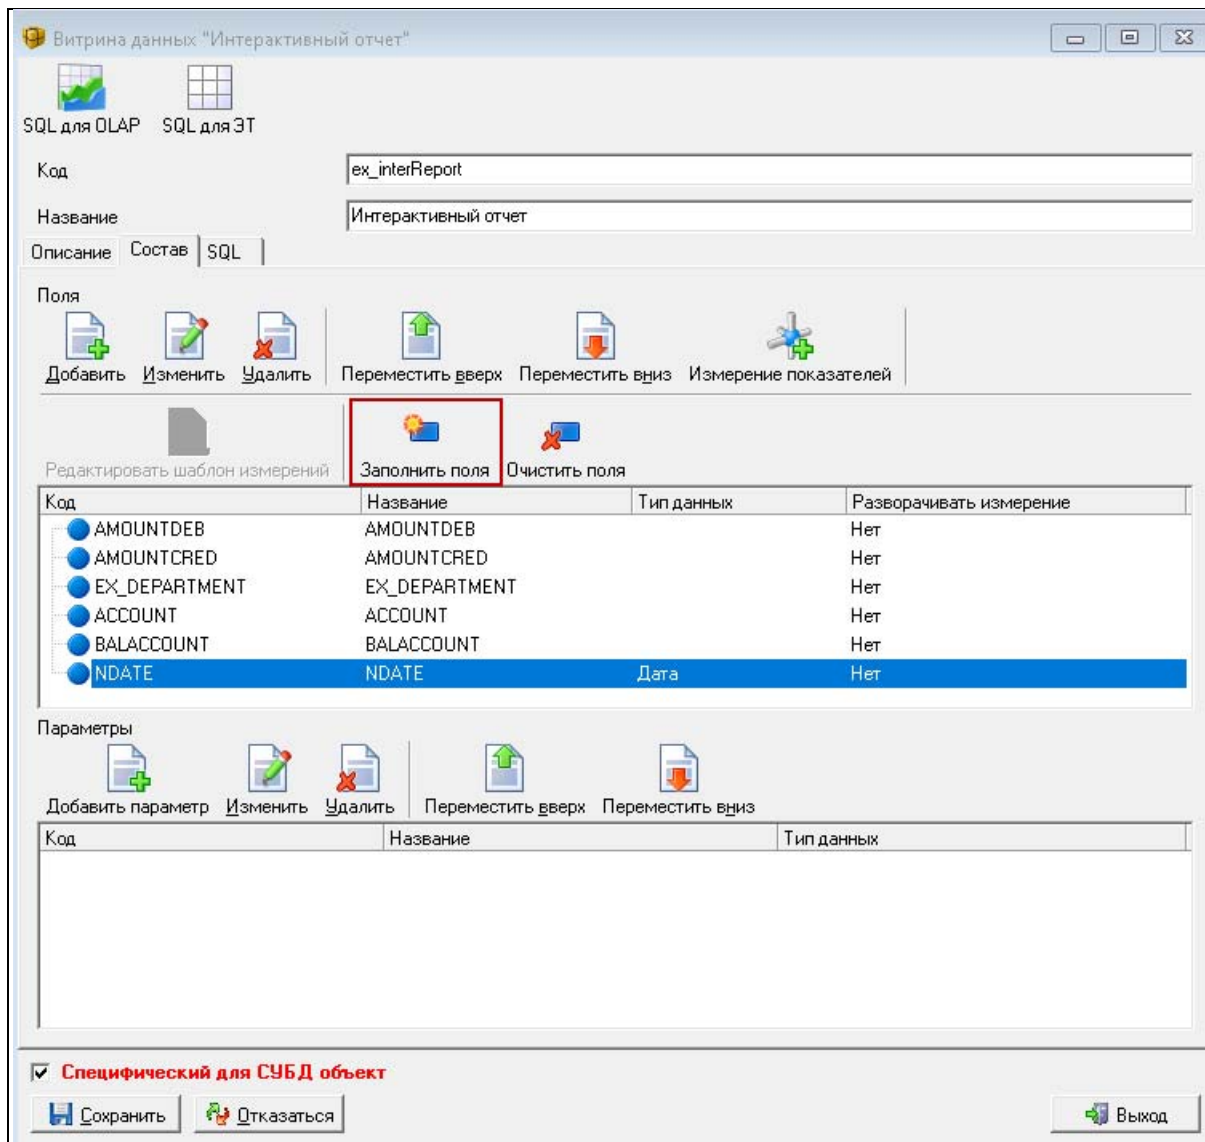 Витрина данных "Интерактивный отчет"
SQL для OLAP SQL для ЭТ
Код ex_interReport
Название Интерактивный отчет
Описание Состав SQL
Поля
Добавить Изменить Удалить Переместить вверх Переместить вниз Измерение показателей
Редактировать шаблон измерений Заполнить поля Очистить поля
Код Название Тип данных Разворачивать измерение
AMOUNTDEB AMOUNTDEB Нет
AMOUNTCRED AMOUNTCRED Нет
EX_DEPARTMENT EX_DEPARTMENT Нет
ACCOUNT ACCOUNT Нет
BALACCOUNT BALACCOUNT Нет
NDATE NDATE Дата Нет
Параметры
Добавить параметр Изменить Удалить Переместить вверх Переместить вниз
Код Название Тип данных
Специфический для СУБД объект
Сохранить Отказаться Выход